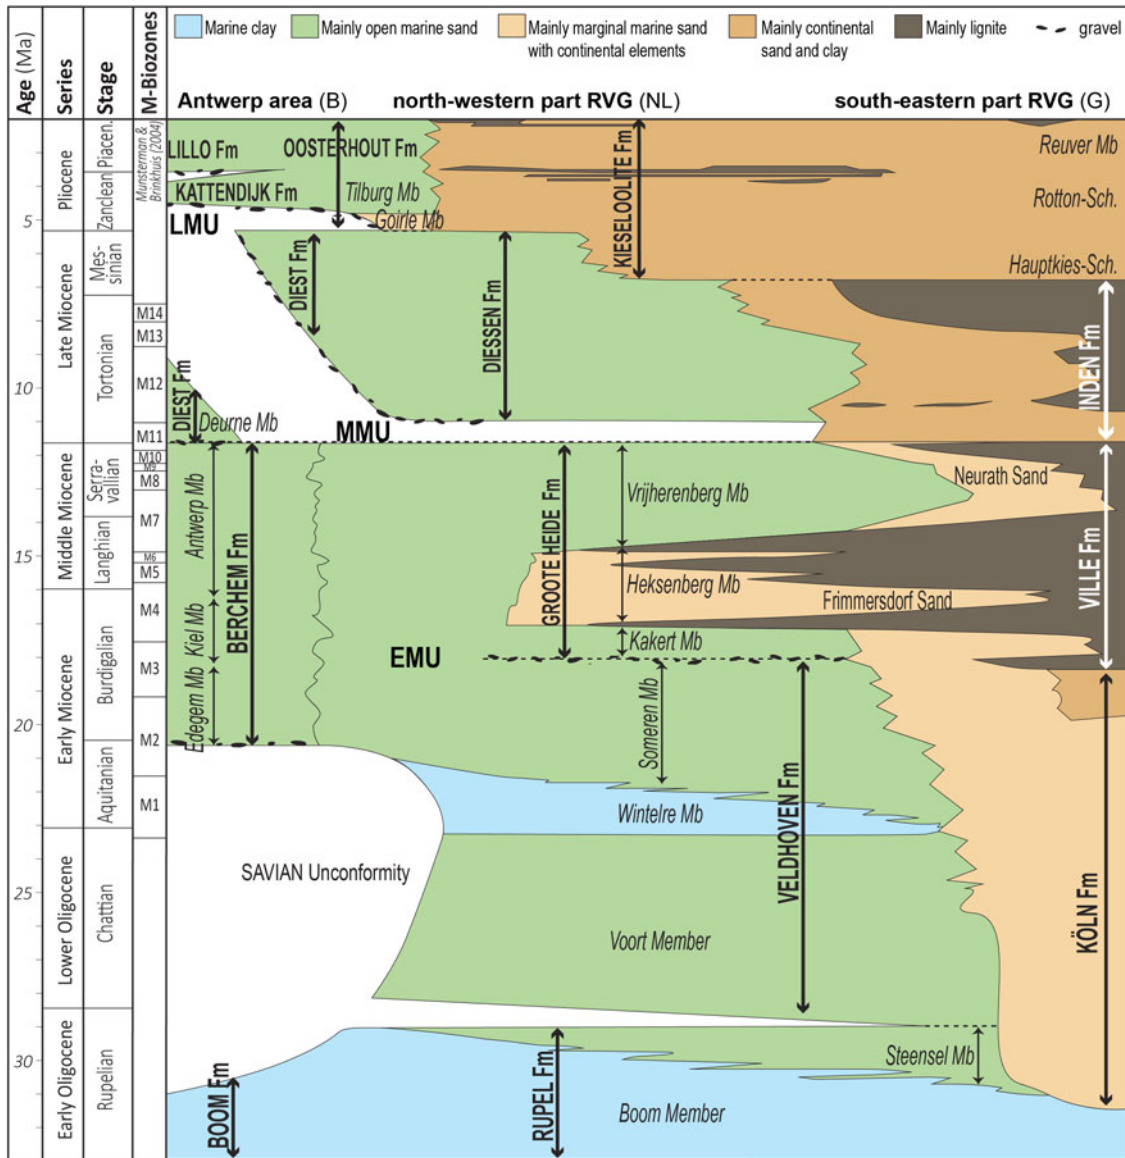 Marine clay
Mainly open marine sand
Mainly marginal marine sand
with continental elements
Mainly continental
sand and clay
Mainly lignite
gravel
Age (Ma)
Series
Stage
M-Biozones
Antwerp area (B)
north-western part RVG (NL)
south-eastern part RVG (G)
5
10
15
20
25
30
Pliocene
Late Miocene
Middle Miocene
Early Miocene
Lower Oligocene
Early Oligocene
Piacen.
Zanclean
Mes-
sinian
Tortonian
Serra-
vallian
Langhian
Burdigalian
Aquitanian
Chattian
Rupelian
Munsterman &
Brinkhuis (2004)
M14
M13
M12
M11
M10
M9
M8
M7
M6
M5
M4
M3
M2
M1
LILLO Fm
OOSTERHOUT Fm
KATTENDIJK Fm
Tilburg Mb
Goirle Mb
LMU
KIESELOOLITE Fm
Reuver Mb
Rotton-Sch.
Hauptkies-Sch.
DIEST Fm
DIESSEN Fm
INDEN Fm
DIEST Fm
Deurne Mb
MMU
Antwerp Mb
Kiel Mb
Edegem Mb
BERCHEM Fm
EMU
GROOTE HEIDE Fm
Vrijherenberg Mb
Heksenberg Mb
Kakert Mb
Neurath Sand
Frimmersdorf Sand
VILLE Fm
Someren Mb
Wintelre Mb
VELDHOVEN Fm
SAVIAN Unconformity
Voort Member
KÖLN Fm
Steensel Mb
BOOM Fm
RUPEL Fm
Boom Member